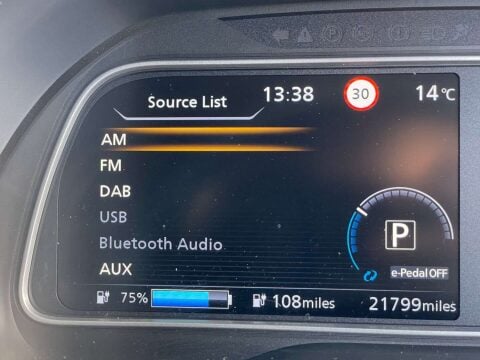 Source List 13:38 30 14°C
AM
FM
DAB
USB
Bluetooth Audio
AUX
P
e-Pedal OFF
75% 108miles 21799miles